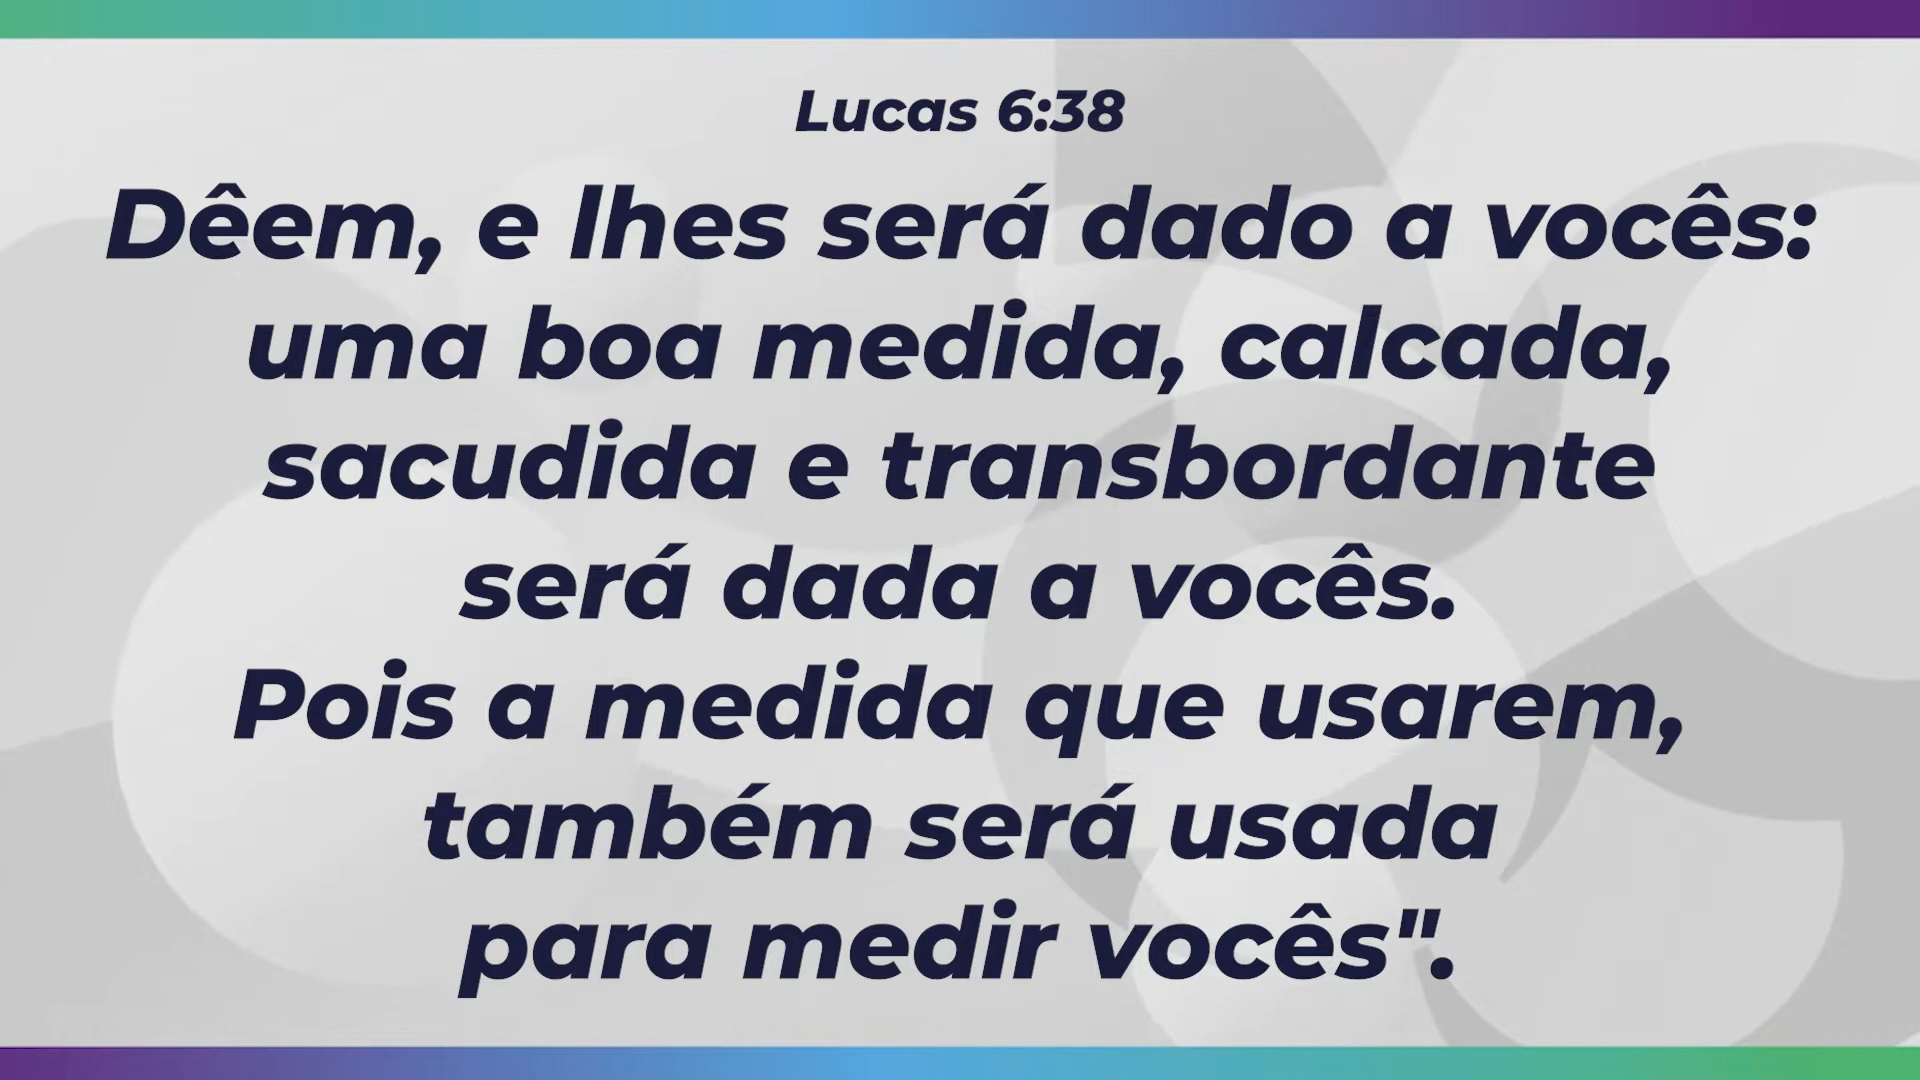 Lucas 6:38
Dêem, e lhes será dado a vocês:
uma boa medida, calcada,
sacudida e transbordante
será dada a vocês.
Pois a medida que usarem,
também será usada
para medir vocês".